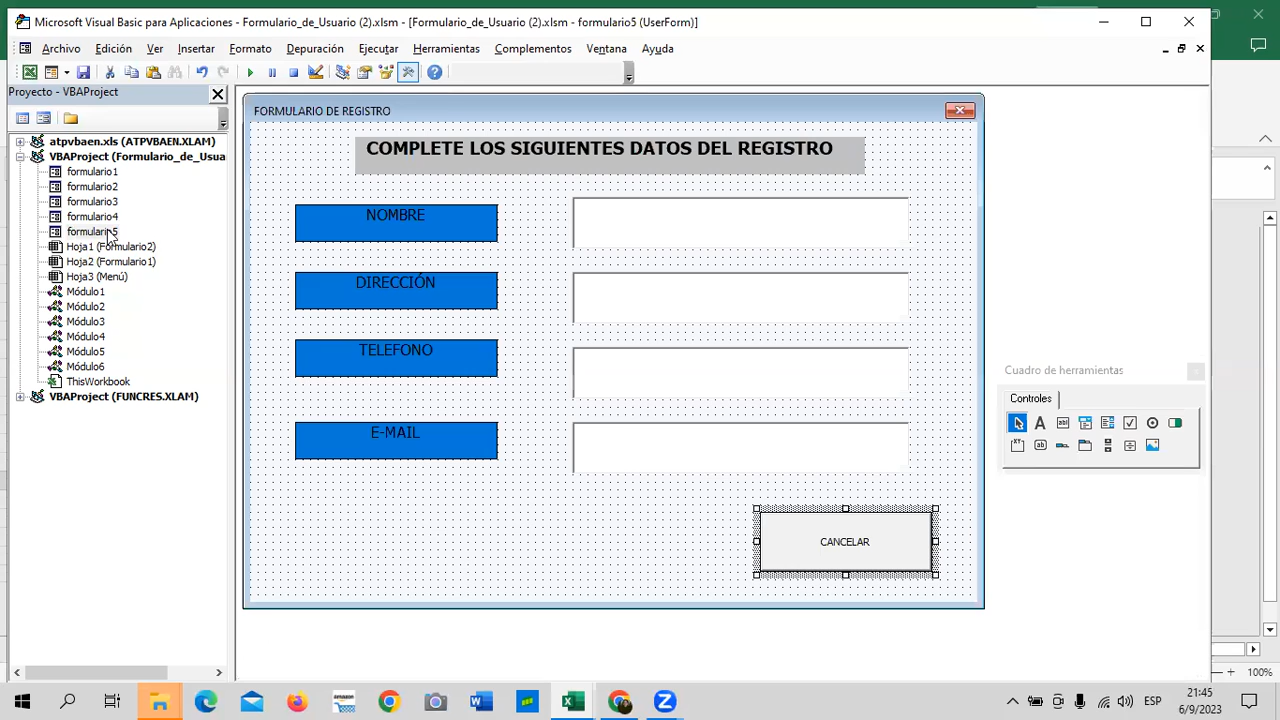 Microsoft Visual Basic para Aplicaciones - Formulario_de_Usuario (2).xlsm - [Formulario_de_Usuario (2).xlsm - formulario5 (UserForm)]
Archivo Edición Ver Insertar Formato Depuración Ejecutar Herramientas Complementos Ventana Ayuda
Proyecto - VBAProject
atpvbaen.xls (ATPVBAEN.XLAM)
VBAProject (Formulario_de_Usua
formulario1
formulario2
formulario3
formulario4
formulario5
Hoja1 (Formulario2)
Hoja2 (Formulario1)
Hoja3 (Menú)
Módulo1
Módulo2
Módulo3
Módulo4
Módulo5
Módulo6
ThisWorkbook
VBAProject (FUNCRES.XLAM)
FORMULARIO DE REGISTRO
COMPLETE LOS SIGUIENTES DATOS DEL REGISTRO
NOMBRE
DIRECCIÓN
TELEFONO
E-MAIL
CANCELAR
Cuadro de herramientas
Controles
100%
ESP
21:45
6/9/2023